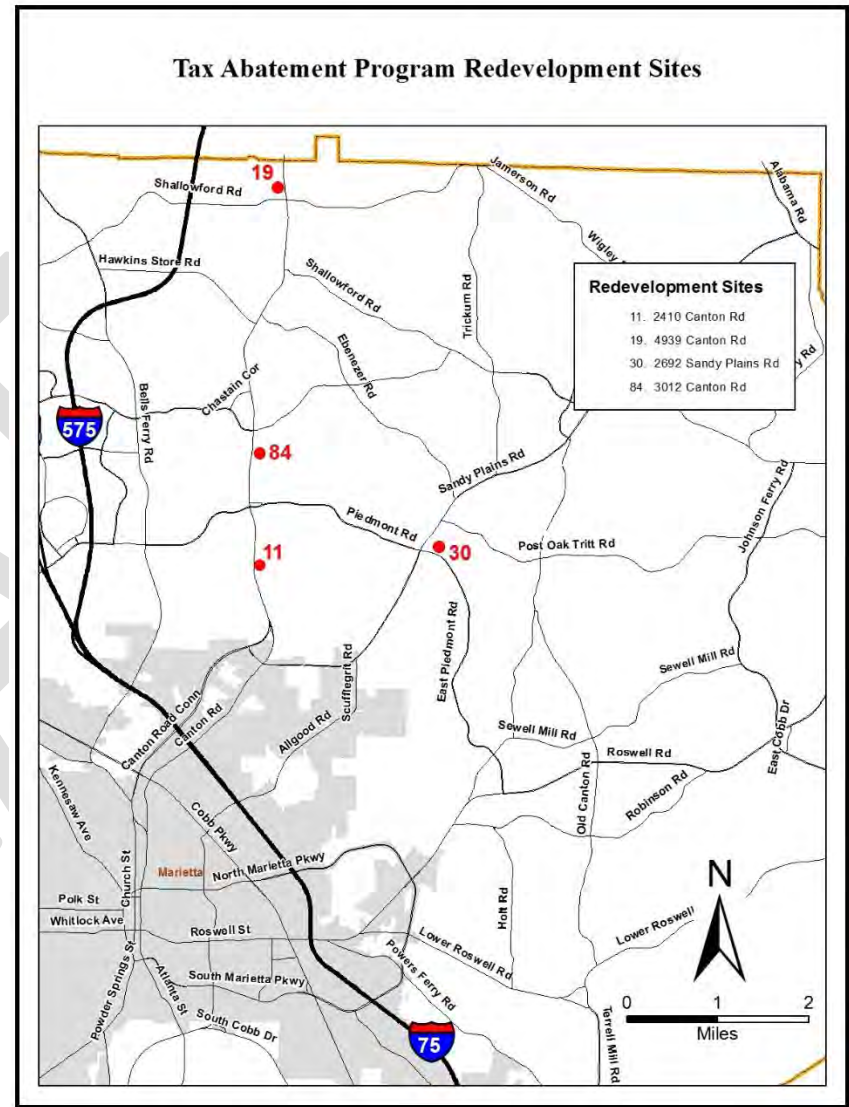 Tax Abatement Program Redevelopment Sites
19
Shallowford Rd
Jamerson Rd
Alabama Rd
Wigley
Hawkins Store Rd
Shallowford Rd
Trickum Rd
Redevelopment Sites
11. 2410 Canton Rd
19. 4939 Canton Rd
30. 2692 Sandy Plains Rd
84. 3012 Canton Rd
Rd
Ebenezer Rd
Chastain Cor
Bells Ferry Rd
575
84
Sandy Plains Rd
Johnson Ferry Rd
Piedmont Rd
11
30
Post Oak Tritt Rd
East Piedmont Rd
Scufflegrit Rd
Sewell Mill Rd
Canton Road Conn.
Canton Rd
Allgood Rd
Sewell Mill Rd
East Cobb Dr
Roswell Rd
Robinson Rd
Old Canton Rd
Kennesaw Ave
Cobb Pkwy
Church St
Marietta
North Marietta Pkwy
Holt Rd
N
Polk St
Whitlock Ave
Roswell St
Lower Roswell Rd
Lower Roswell
Powers Ferry Rd
Powder Springs St
Atlanta St
South Marietta Pkwy
South Cobb Dr
Terrell Mill Rd
75
0 1 2
Miles